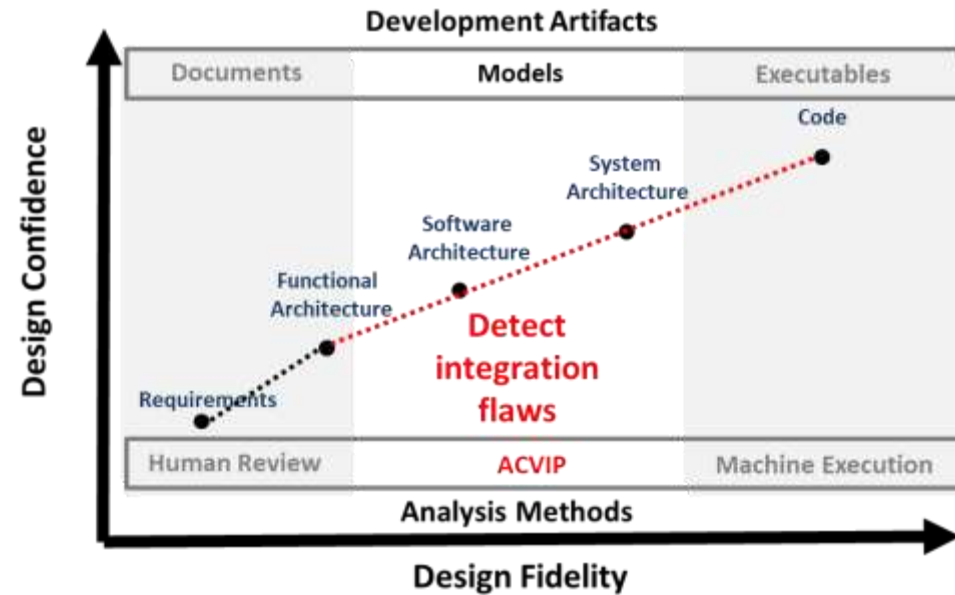 Development Artifacts
Documents
Models
Executables
Code
System
Architecture
Software
Architecture
Functional
Architecture
Requirements
Detect
integration
flaws
Human Review
ACVIP
Machine Execution
Analysis Methods
Design Fidelity
Design Confidence